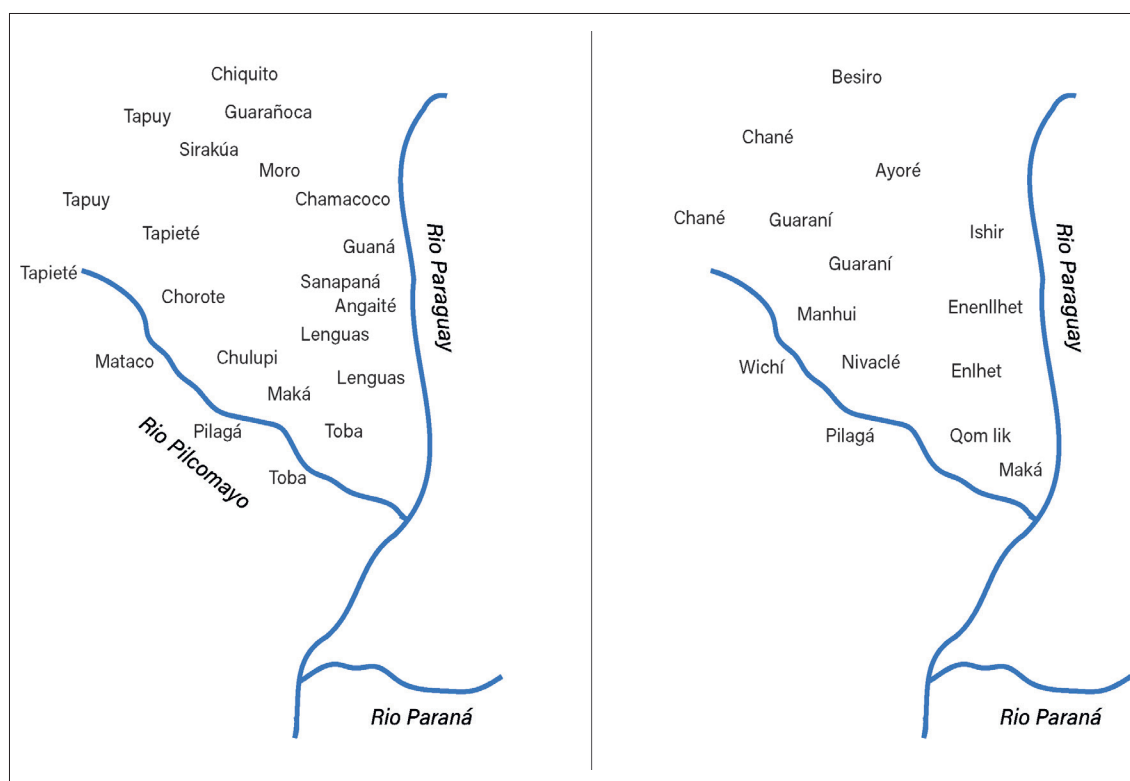 Chiquito
Guarañoca
Tapuy
Sirakúa
Moro
Tapuy
Chamacoco
Tapieté
Guaná
Tapieté
Sanapaná
Chorote
Angaité
Lenguas
Mataco
Chulupi
Lenguas
Maká
Pilagá
Toba
Toba
Rio Paraguay
Rio Pilcomayo
Rio Paraná
Besiro
Chané
Ayoré
Chané
Guaraní
Ishir
Guaraní
Manhui
Enenllhet
Wichí
Nivaclé
Enlhet
Pilagá
Qom lik
Maká
Rio Paraguay
Rio Paraná